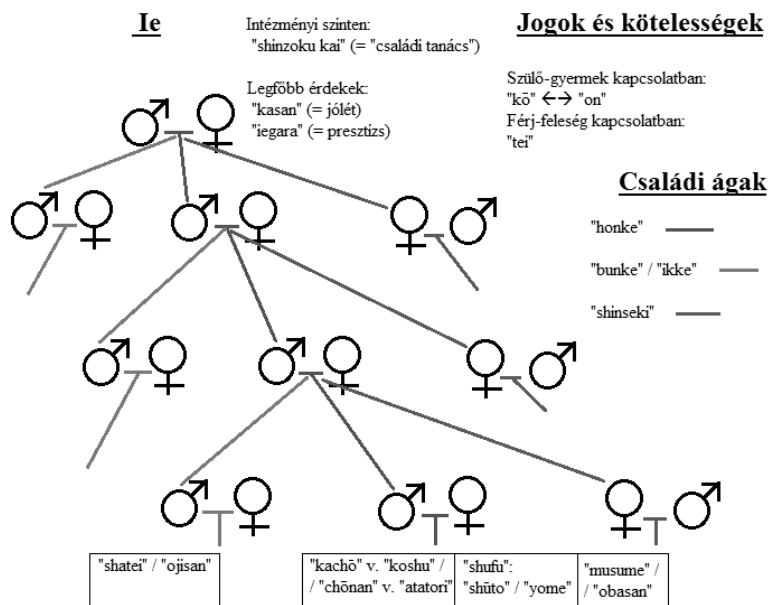 Ie
Intézményi szinten:
"shinzoku kai" (= "családi tanács")
Legfőbb érdekek:
"kasan" (= jólét)
"iegara" (= presztizs)
Jogok és kötelességek
Szülő-gyermek kapcsolatban:
"kō" ←→ "on"
Férj-feleség kapcsolatban:
"tei"
Családi ágak
"honke"
"bunke" / "ikke"
"shinseki"
"shatei" / "ojisan"
"kachō" v. "koshu" /
/ "chōnan" v. "atatori"
"shufu":
"shūto" / "yome"
"musume" /
/ "obasan"